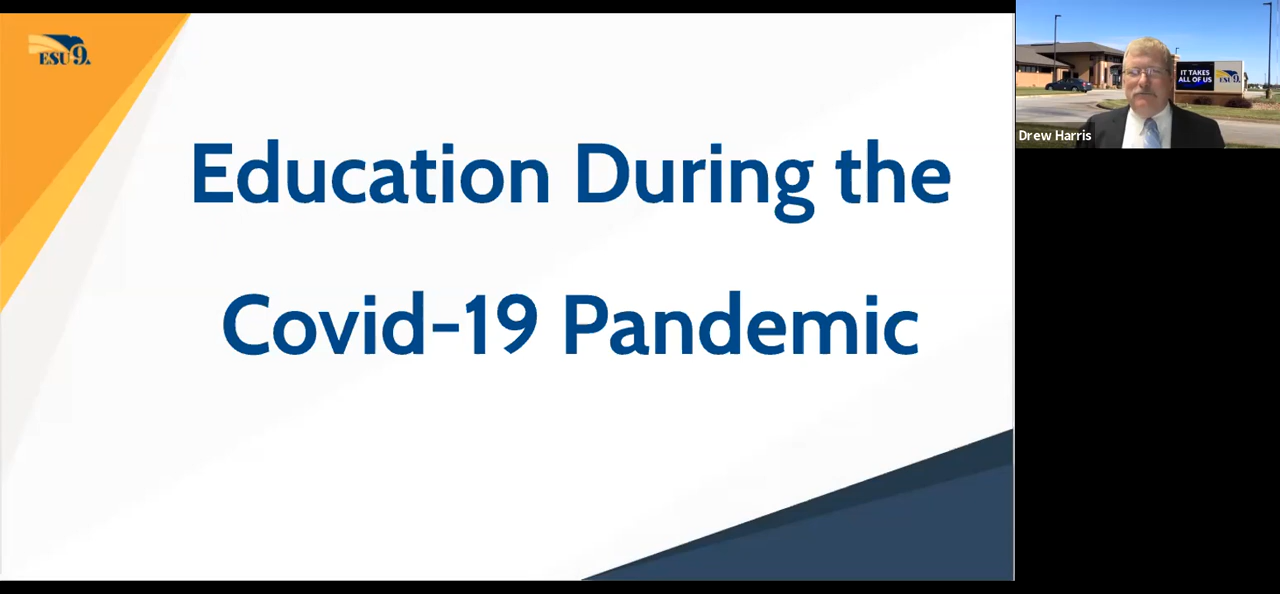 ESU 9
Education During the
Covid-19 Pandemic
IT TAKES
ALL OF US
ESU 9
Drew Harris